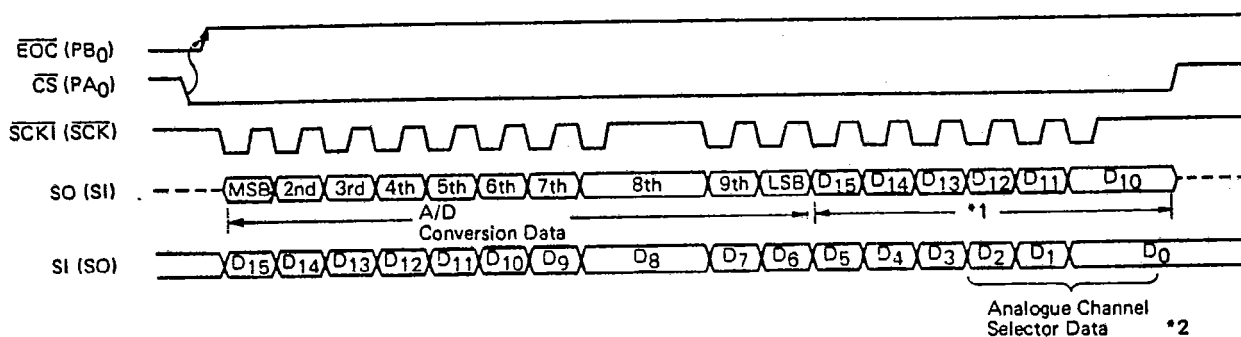 EOC (PB0)
CS (PA0)
SCKI (SCK)
SO (SI) MSB 2nd 3rd 4th 5th 6th 7th 8th 9th LSB D15 D14 D13 D12 D11 D10
A/D
Conversion Data
*1
SI (SO) D15 D14 D13 D12 D11 D10 D9 D8 D7 D6 D5 D4 D3 D2 D1 D0
Analogue Channel
Selector Data *2